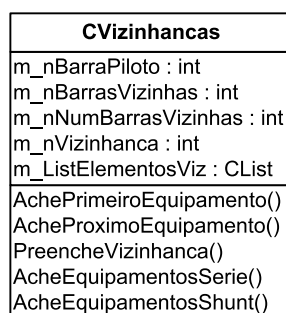 CVizinhancas
m_nBarraPiloto : int
m_nBarrasVizinhas : int
m_nNumBarrasVizinhas : int
m_nVizinhanca : int
m_ListElementosViz : CList
AchePrimeiroEquipamento()
AcheProximoEquipamento()
PreencheVizinhanca()
AcheEquipamentosSerie()
AcheEquipamentosShunt()